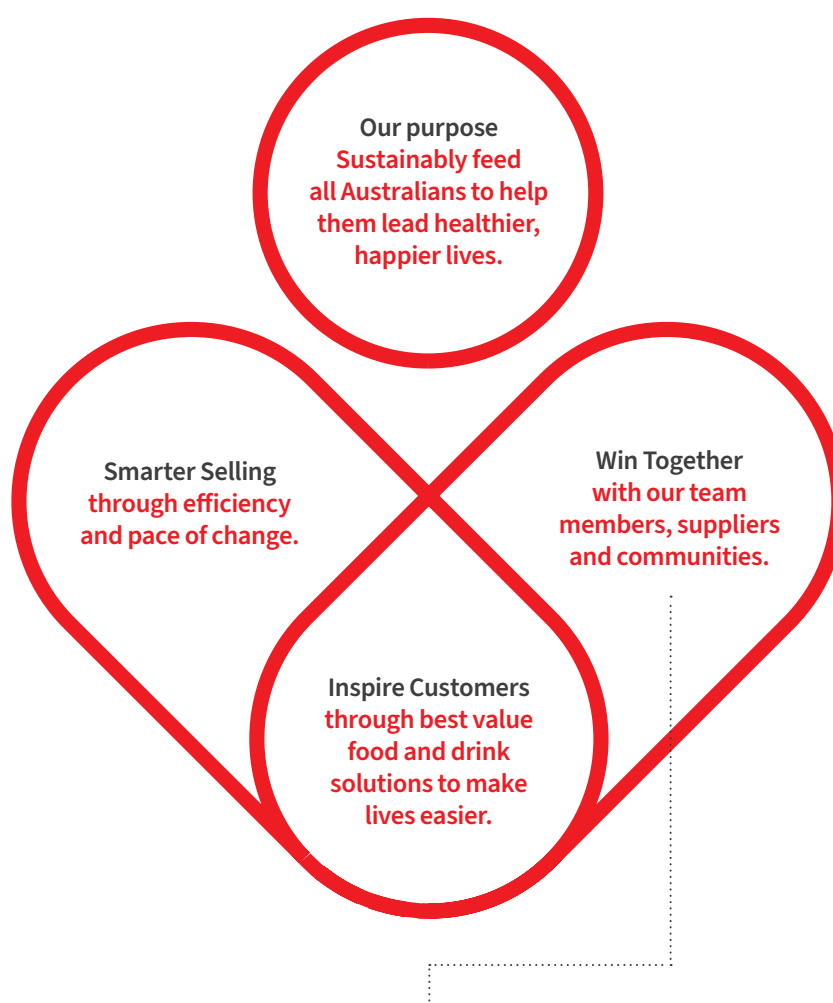 Our purpose
Sustainably feed
all Australians to help
them lead healthier,
happier lives.
Smarter Selling
through efficiency
and pace of change.
Win Together
with our team
members, suppliers
and communities.
Inspire Customers
through best value
food and drink
solutions to make
lives easier.